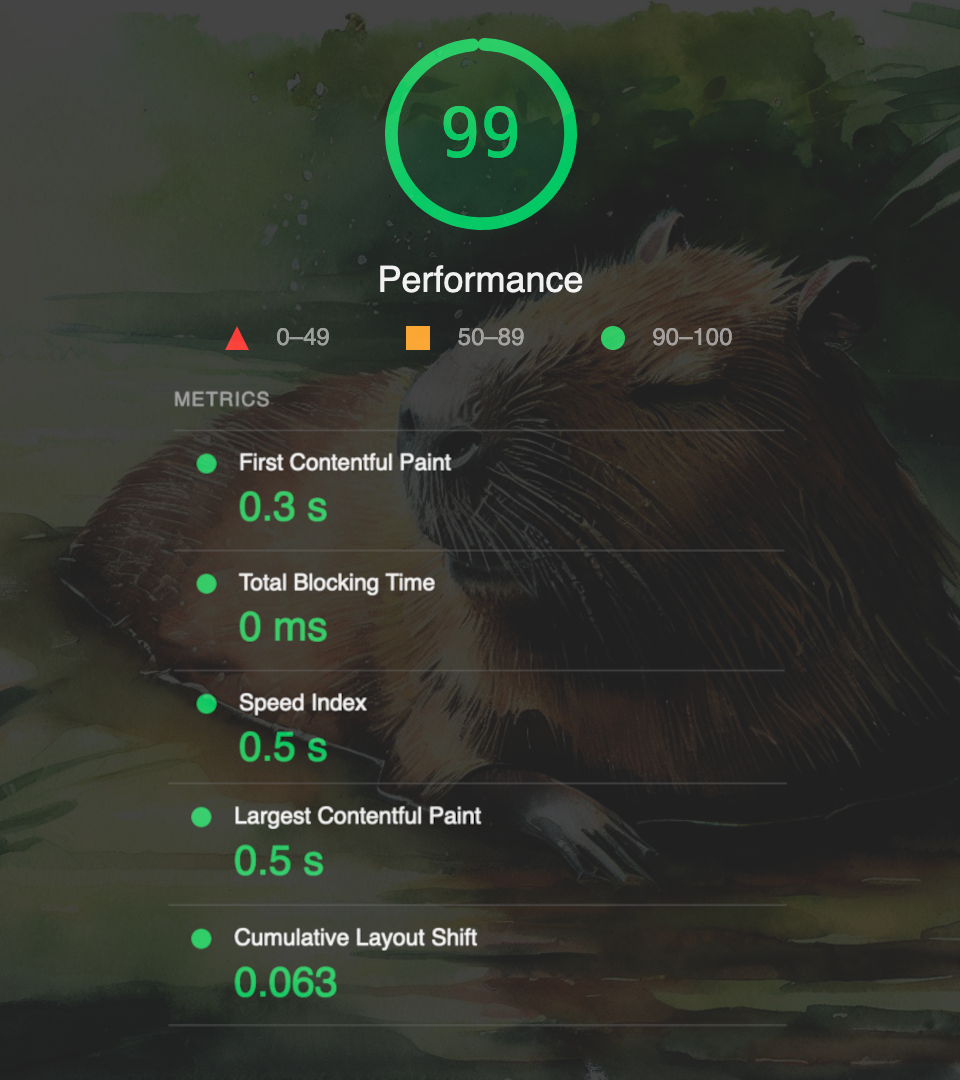 99
Performance
0–49 50–89 90–100
METRICS
First Contentful Paint
0.3 s
Total Blocking Time
0 ms
Speed Index
0.5 s
Largest Contentful Paint
0.5 s
Cumulative Layout Shift
0.063